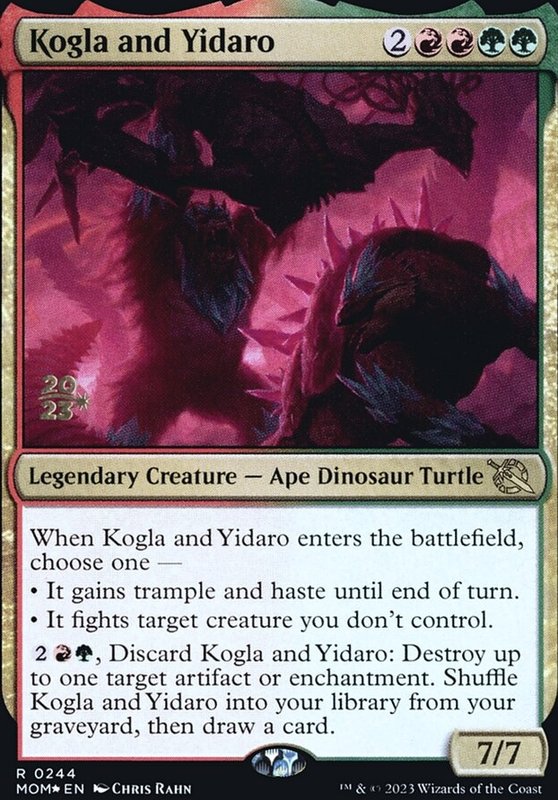 Kogla and Yidaro
2
20
23
Legendary Creature — Ape Dinosaur Turtle
When Kogla and Yidaro enters the battlefield,
choose one —
• It gains trample and haste until end of turn.
• It fights target creature you don't control.
2 , Discard Kogla and Yidaro: Destroy up
to one target artifact or enchantment. Shuffle
Kogla and Yidaro into your library from your
graveyard, then draw a card.
7/7
R 0244
MOM★EN Chris Rahn
™ & © 2023 Wizards of the Coast